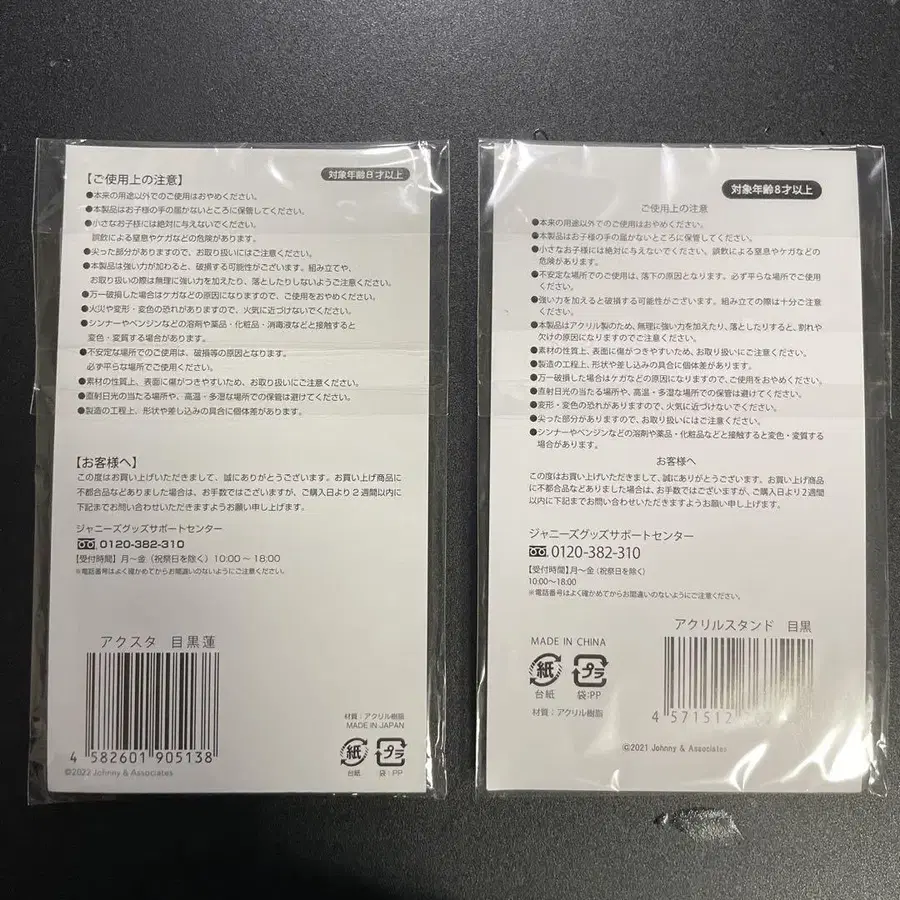 【ご使用上の注意】
対象年齢8才以上
●本来の用途以外でのご使用はおやめください。
●本製品はお子様の手の届かないところに保管してください。
●小さなお子様には絶対に与えないでください。
誤飲による窒息やケガなどの危険があります。
●尖った部分がありますので、お取り扱いにはご注意ください。
●本製品は強い力が加わると、破損する可能性がございます。組み立てや、
お取り扱いの際は無理に強い力を加えたり、落としたりしないようご注意ください。
●万一破損した場合はケガなどの原因になりますので、ご使用をおやめください。
●火災や変形・変色の恐れがありますので、火気に近づけないでください。
●シンナーやベンジンなどの溶剤や薬品・化粧品・消毒液などと接触すると
変色・変質する場合があります。
●不安定な場所でのご使用は、破損等の原因となります。
必ず平らな場所でご使用ください。
●素材の性質上、表面に傷がつきやすいため、お取り扱いにご注意ください。
●直射日光の当たる場所や、高温・多湿な場所での保管は避けてください。
●製造の工程上、形状や差し込みの具合に個体差があります。
【お客様へ】
この度はお買い上げいただきまして、誠にありがとうございます。お買い上げ商品
に不都合品などありました場合は、お手数ではございますが、ご購入日より2週間以内に
下記までお問い合わせいただきますようお願い申し上げます。
ジャニーズグッズサポートセンター
0120-382-310
【受付時間】月〜金（祝祭日を除く）10:00〜18:00
※電話番号はよく確かめてからお間違いのないようにご注意ください。
アクスタ 目黒蓮
4 582601 905138
©2022 Johnny & Associates
材質：アクリル樹脂
MADE IN JAPAN
紙
プラ
台紙
袋：PP
対象年齢8才以上
ご使用上の注意
●本来の用途以外でのご使用はおやめください。
●本製品はお子様の手の届かないところに保管してください。
●小さなお子様には絶対に与えないでください。誤飲による窒息やケガなどの
危険があります。
●不安定な場所でのご使用は、落下の原因となります。必ず平らな場所でご使用
ください。
●強い力を加えると破損する可能性がございます。組み立ての際は十分ご注意
ください。
●本製品はアクリル製のため、無理に強い力を加えたり、落としたりすると、割れや
欠けの原因になりますのでご注意ください。
●素材の性質上、表面に傷がつきやすいため、お取り扱いにご注意ください。
●製造の工程上、形状や差し込みの具合に個体差があります。
●万一破損した場合はケガなどの原因になりますので、ご使用をおやめください。
●直射日光の当たる場所や、高温・多湿な場所での保管は避けてください。
●変形・変色の恐れがありますので、火気に近づけないでください。
●尖った部分がありますので、お取り扱いにはご注意ください。
●シンナーやベンジンなどの溶剤や薬品・化粧品などと接触すると変色・変質する
場合があります。
お客様へ
この度はお買い上げいただきまして、誠にありがとうございます。お買い上げ商品
に不都合品などありました場合は、お手数ではございますが、ご購入日より2週間
以内に下記までお問い合わせいただきますようお願い申し上げます。
ジャニーズグッズサポートセンター
0120-382-310
【受付時間】月〜金（祝祭日を除く）
10:00〜18:00
※電話番号はよく確かめてからお間違いのないようにご注意ください。
アクリルスタンド 目黒
MADE IN CHINA
紙
プラ
台紙
袋：PP
材質：アクリル樹脂
4 571512
©2021 Johnny & Associates